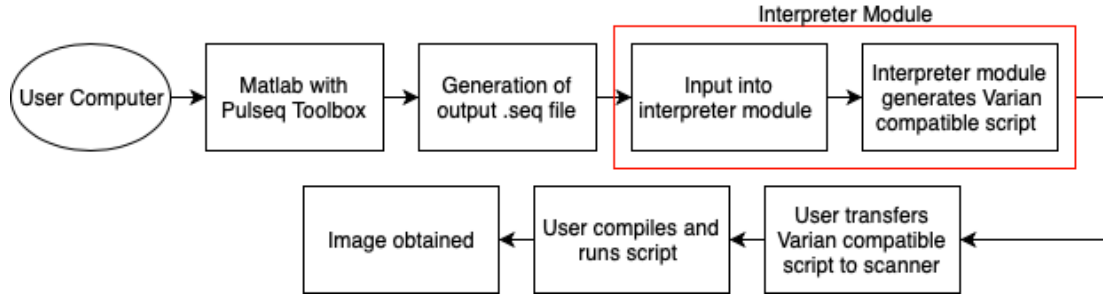 Interpreter Module
User Computer
Matlab with
Pulseq Toolbox
Generation of
output .seq file
Input into
interpreter module
Interpreter module
generates Varian
compatible script
Image obtained
User compiles and
runs script
User transfers
Varian compatible
script to scanner